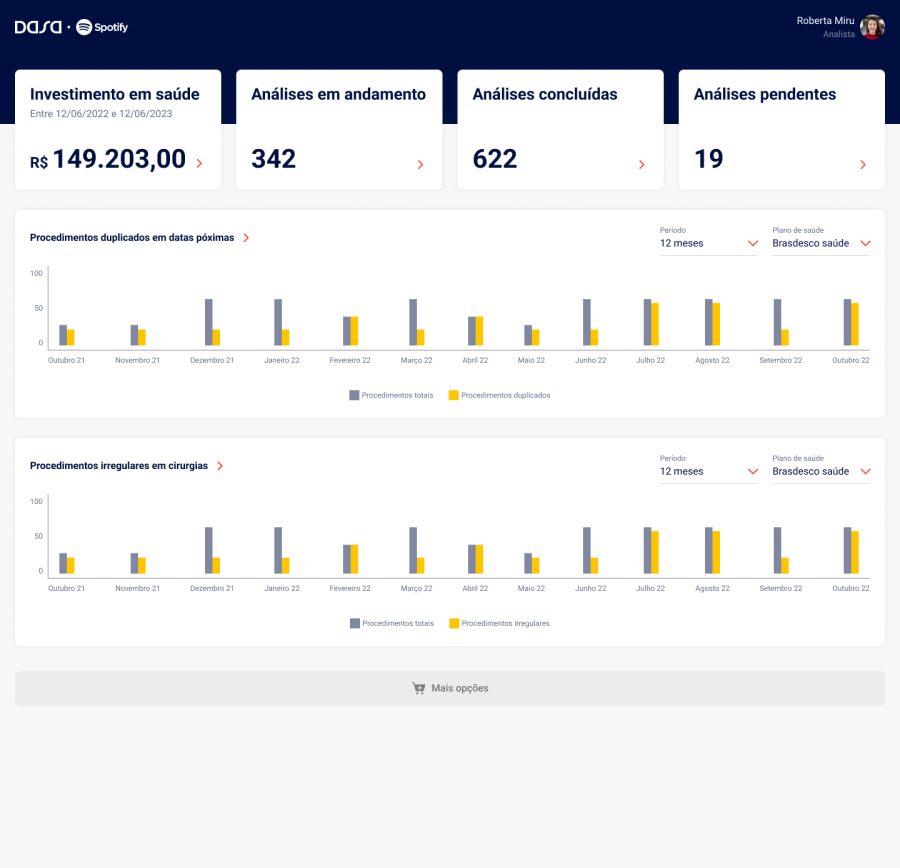 DASA · Spotify
Roberta Miru
Analista
Investimento em saúde
Entre 12/06/2022 e 12/06/2023
R$ 149.203,00
Análises em andamento
342
Análises concluídas
622
Análises pendentes
19
Procedimentos duplicados em datas póximas
Período
12 meses
Plano de saúde
Brasdesco saúde
100
50
0
Outubro 21 Novembro 21 Dezembro 21 Janeiro 22 Fevereiro 22 Março 22 Abril 22 Maio 22 Junho 22 Julho 22 Agosto 22 Setembro 22 Outubro 22
Procedimentos totais Procedimentos duplicados
Procedimentos irregulares em cirurgias
Período
12 meses
Plano de saúde
Brasdesco saúde
100
50
0
Outubro 21 Novembro 21 Dezembro 21 Janeiro 22 Fevereiro 22 Março 22 Abril 22 Maio 22 Junho 22 Julho 22 Agosto 22 Setembro 22 Outubro 22
Procedimentos totais Procedimentos irregulares
Mais opções